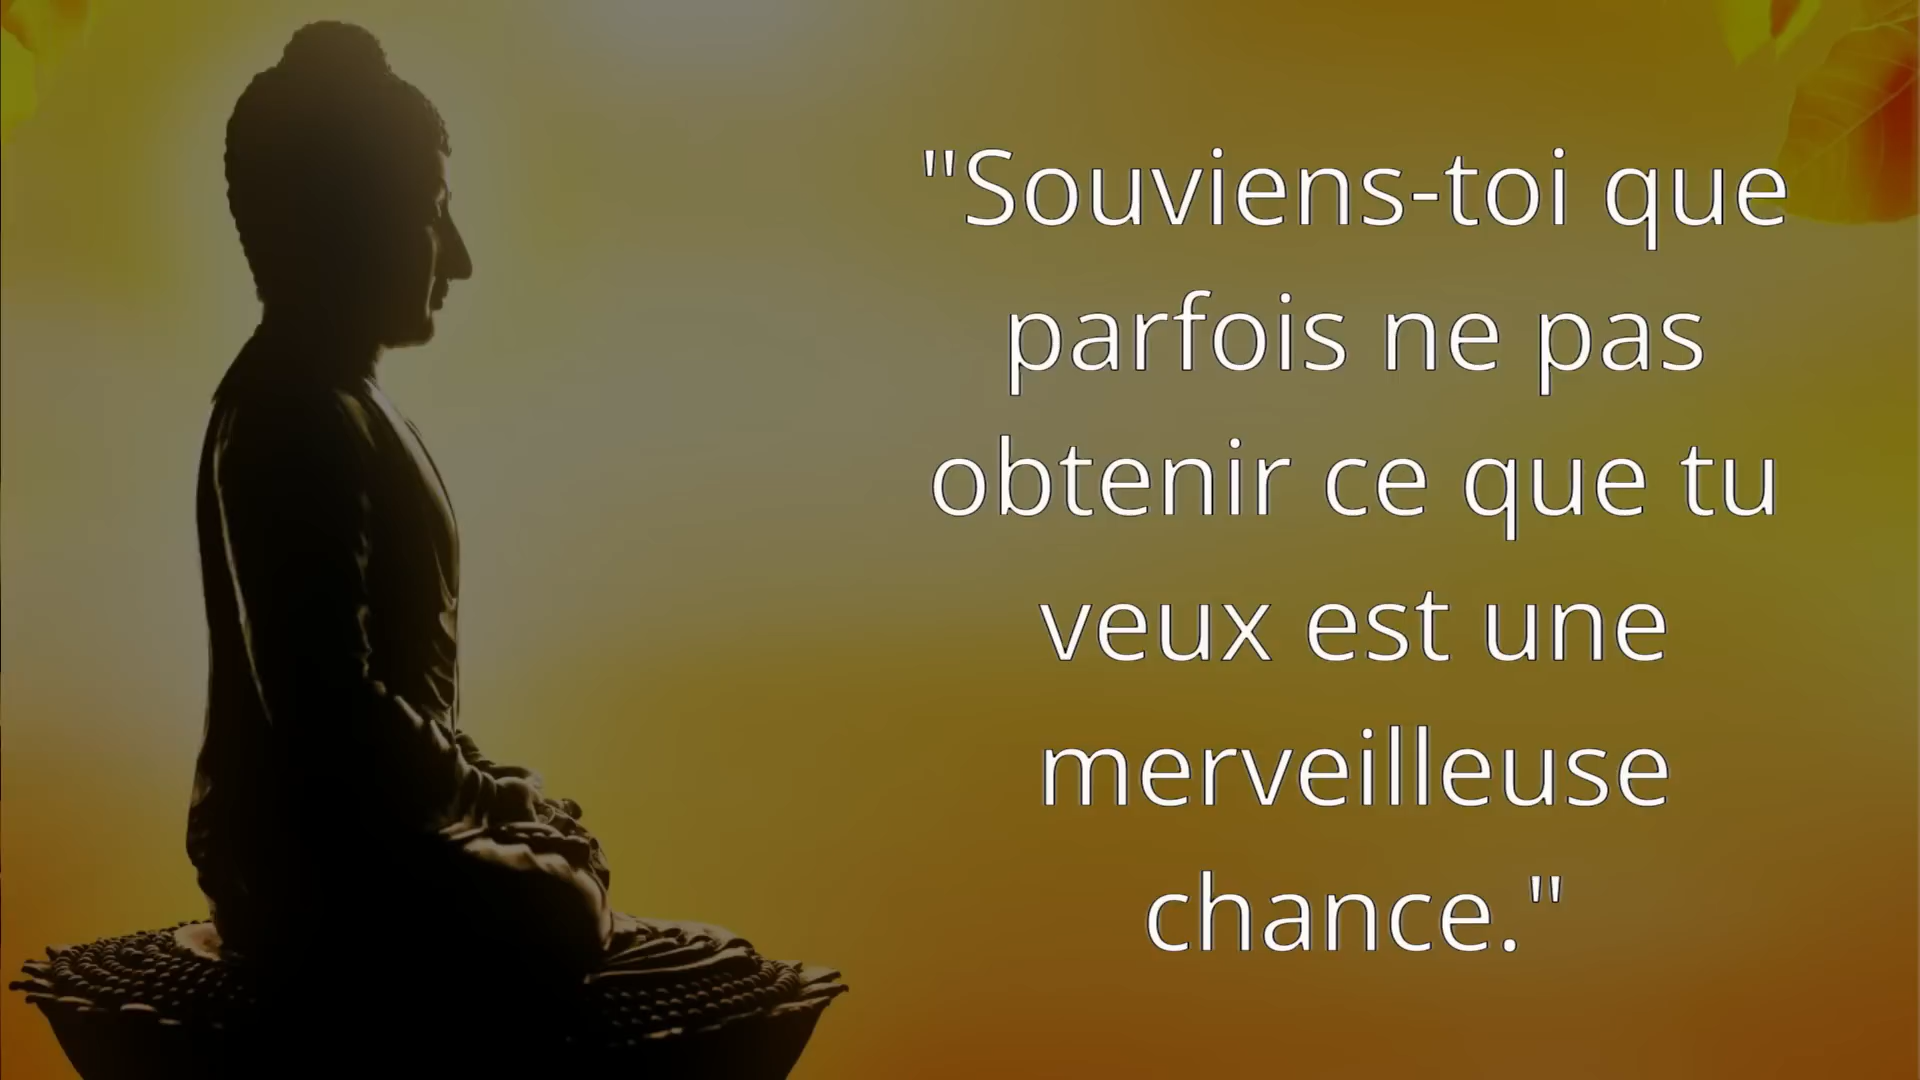 "Souviens-toi que
parfois ne pas
obtenir ce que tu
veux est une
merveilleuse
chance."